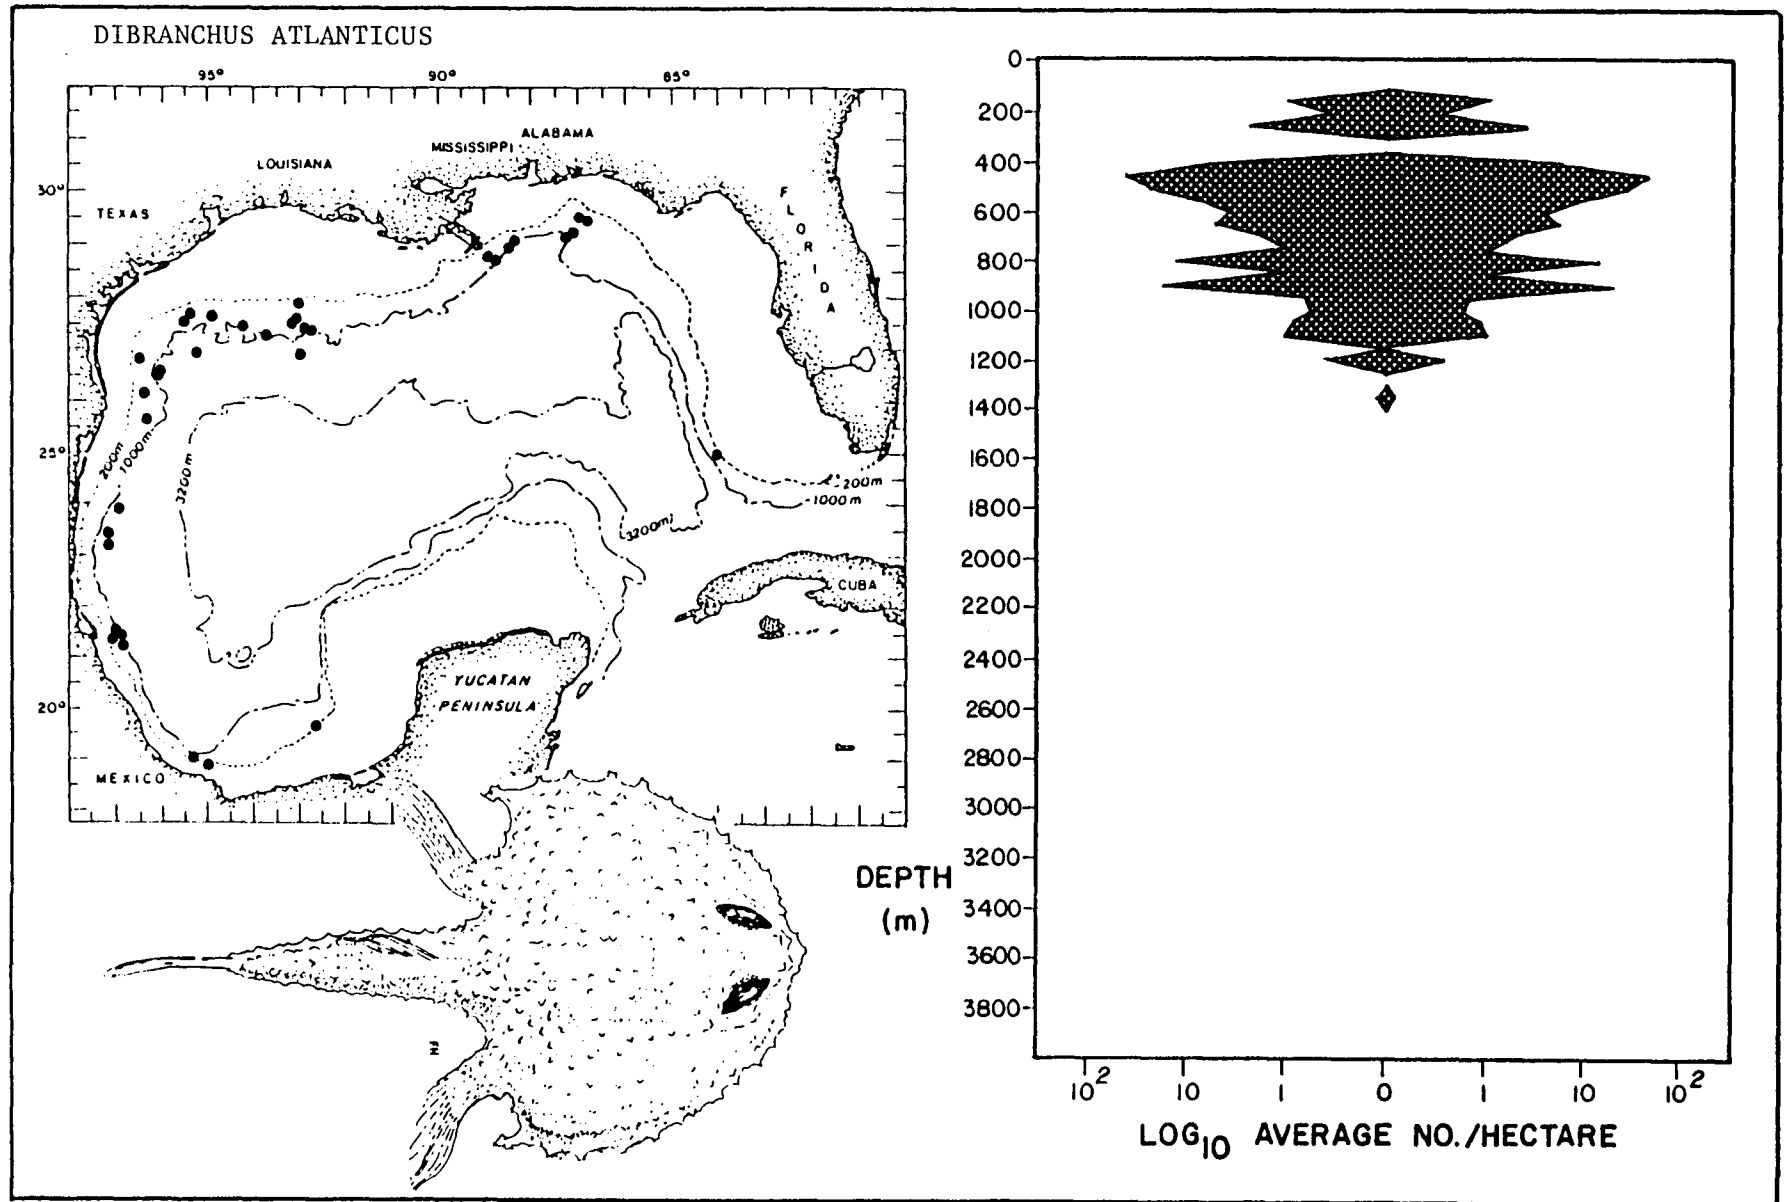 DIBRANCHUS ATLANTICUS
95° 90° 85°
ALABAMA
MISSISSIPPI
LOUISIANA
30°
TEXAS
FLORIDA
200m
1000m
25°
3200m
200m
1000m
3200m
CUBA
YUCATAN
PENINSULA
20°
MEXICO
FH
0
200
400
600
800
1000
1200
1400
1600
1800
2000
2200
2400
2600
2800
3000
3200
3400
3600
3800
DEPTH
(m)
10² 10 1 0 1 10 10²
LOG₁₀ AVERAGE NO./HECTARE